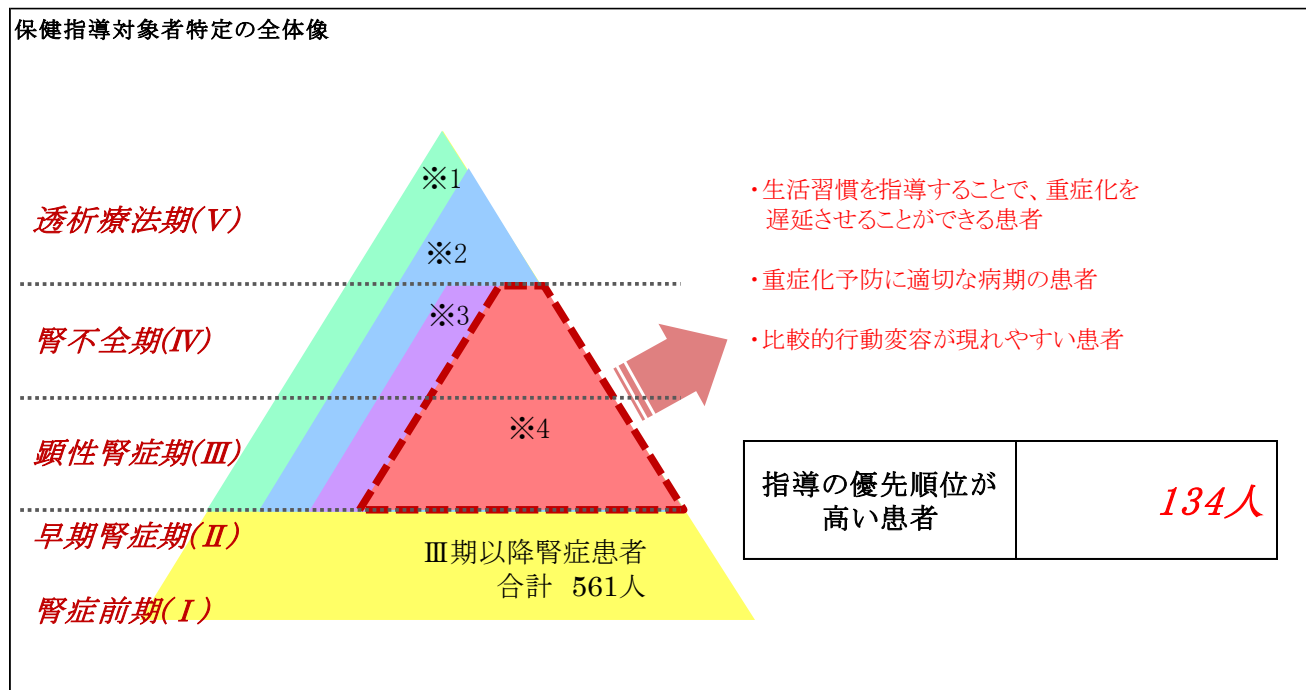 保健指導対象者特定の全体像
※1
透析療法期(Ⅴ)
※2
※3
腎不全期(Ⅳ)
※4
顕性腎症期(Ⅲ)
早期腎症期(Ⅱ)
腎症前期(Ⅰ)
Ⅲ期以降腎症患者
合計 561人
・生活習慣を指導することで、重症化を
遅延させることができる患者
・重症化予防に適切な病期の患者
・比較的行動変容が現れやすい患者
指導の優先順位が
高い患者
134人